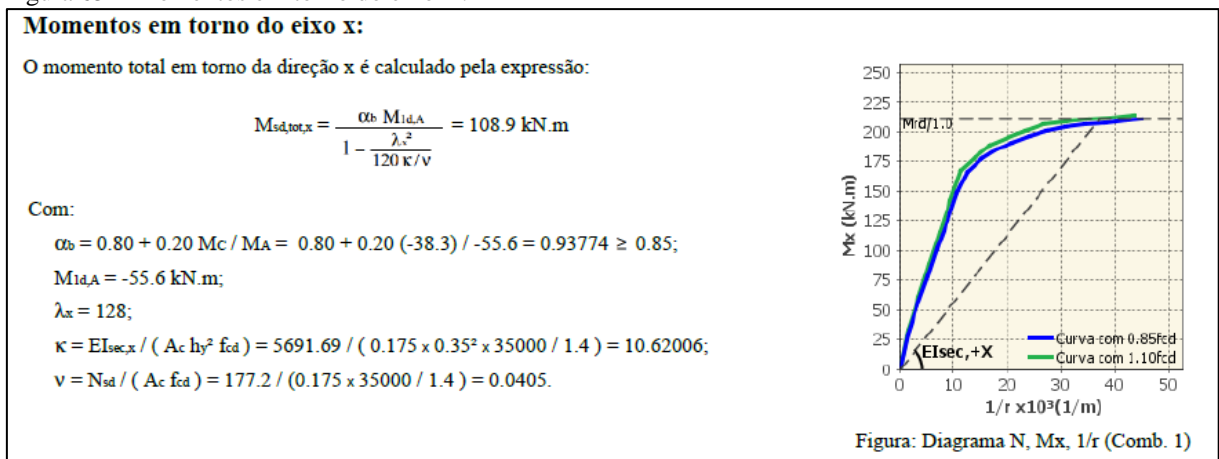 Momentos em torno do eixo x:
O momento total em torno da direção x é calculado pela expressão:
Msd,tot,x = αb M1d,A / (1 − λx² / (120 κ/ν)) = 108.9 kN.m
Com:
αb = 0.80 + 0.20 MC / MA = 0.80 + 0.20 (-38.3) / -55.6 = 0.93774 ≥ 0.85;
M1d,A = -55.6 kN.m;
λx = 128;
κ = EIsec,x / ( Ac hy² fcd ) = 5691.69 / ( 0.175 x 0.35² x 35000 / 1.4 ) = 10.62006;
ν = Nsd / ( Ac fcd ) = 177.2 / (0.175 x 35000 / 1.4 ) = 0.0405.
250
225
200
175
150
125
100
75
50
25
0
Mx (kN.m)
Mrd/1.0
EIsec,+X
Curva com 0.85fcd
Curva com 1.10fcd
0 10 20 30 40 50
1/r x10³(1/m)
Figura: Diagrama N, Mx, 1/r (Comb. 1)